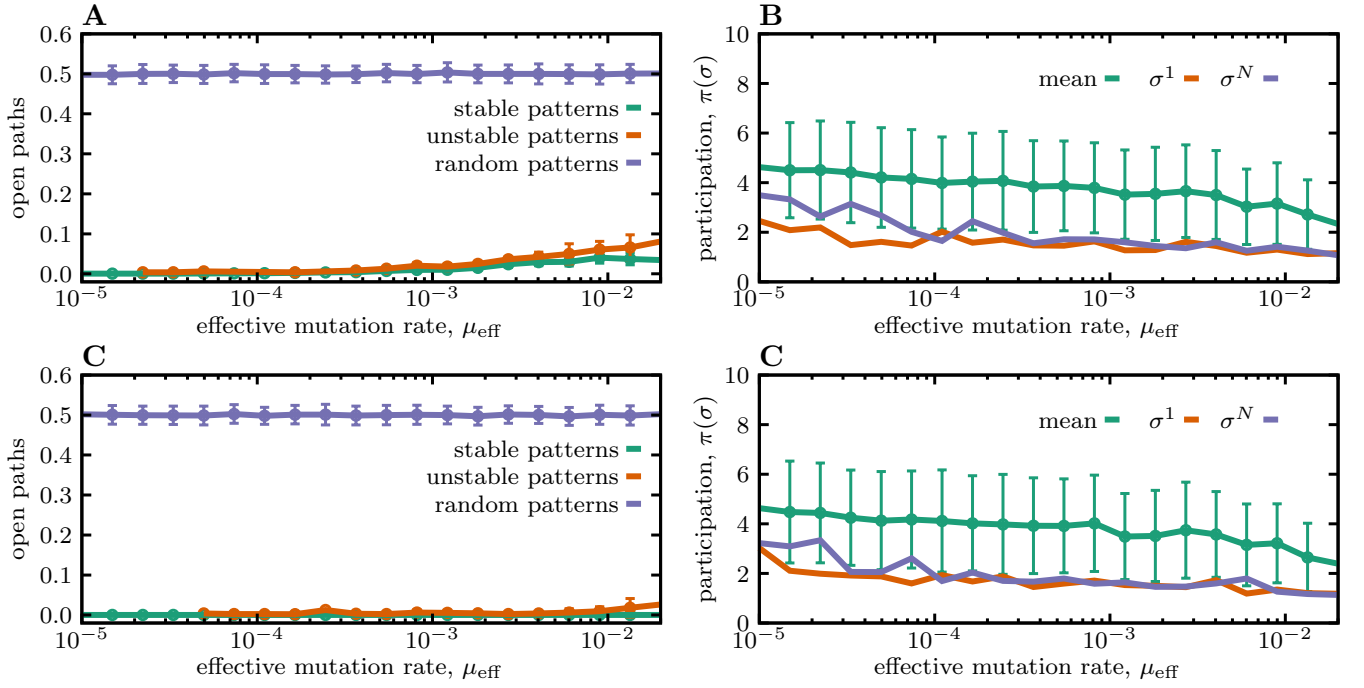 A
0.6
0.5
0.4
0.3
0.2
0.1
0.0
open paths
stable patterns
unstable patterns
random patterns
10⁻⁵ 10⁻⁴ 10⁻³ 10⁻²
effective mutation rate, μ_eff
B
10
8
6
4
2
0
participation, π(σ)
mean σ¹ σᴺ
10⁻⁵ 10⁻⁴ 10⁻³ 10⁻²
effective mutation rate, μ_eff
C
0.6
0.5
0.4
0.3
0.2
0.1
0.0
open paths
stable patterns
unstable patterns
random patterns
10⁻⁵ 10⁻⁴ 10⁻³ 10⁻²
effective mutation rate, μ_eff
C
10
8
6
4
2
0
participation, π(σ)
mean σ¹ σᴺ
10⁻⁵ 10⁻⁴ 10⁻³ 10⁻²
effective mutation rate, μ_eff